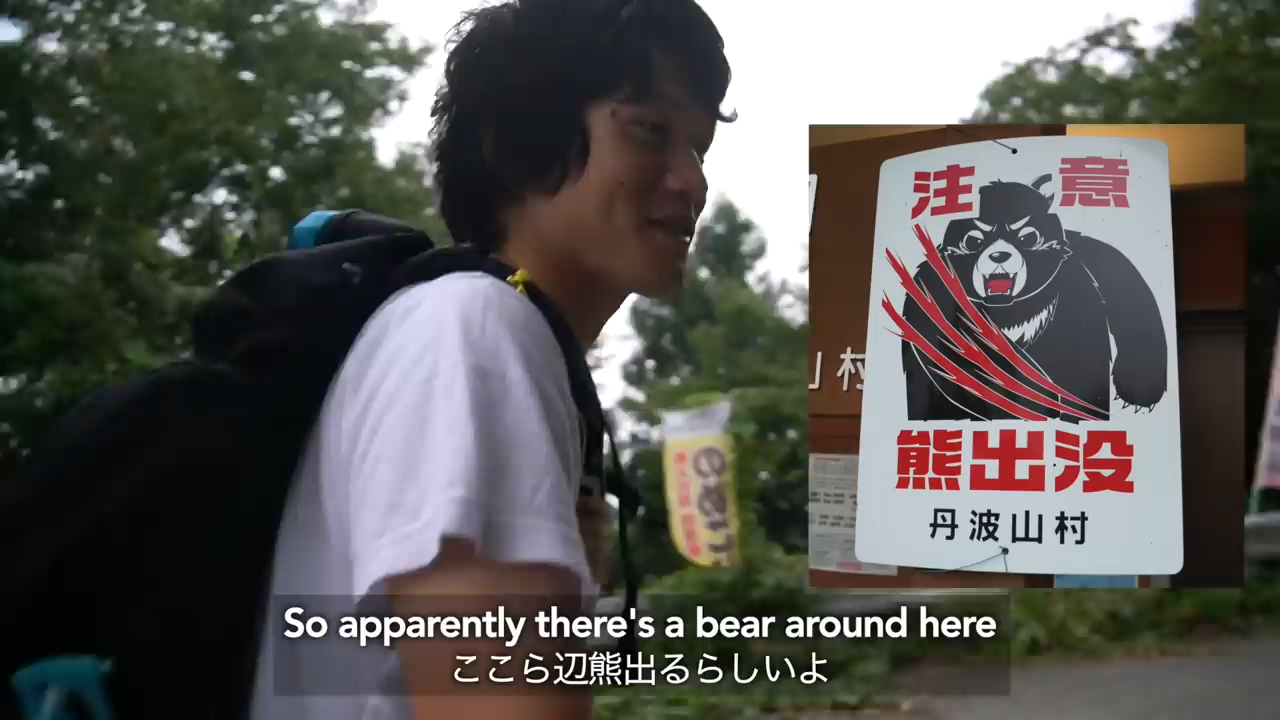 注意
熊出没
丹波山村
村
So apparently there's a bear around here
ここら辺熊出るらしいよ